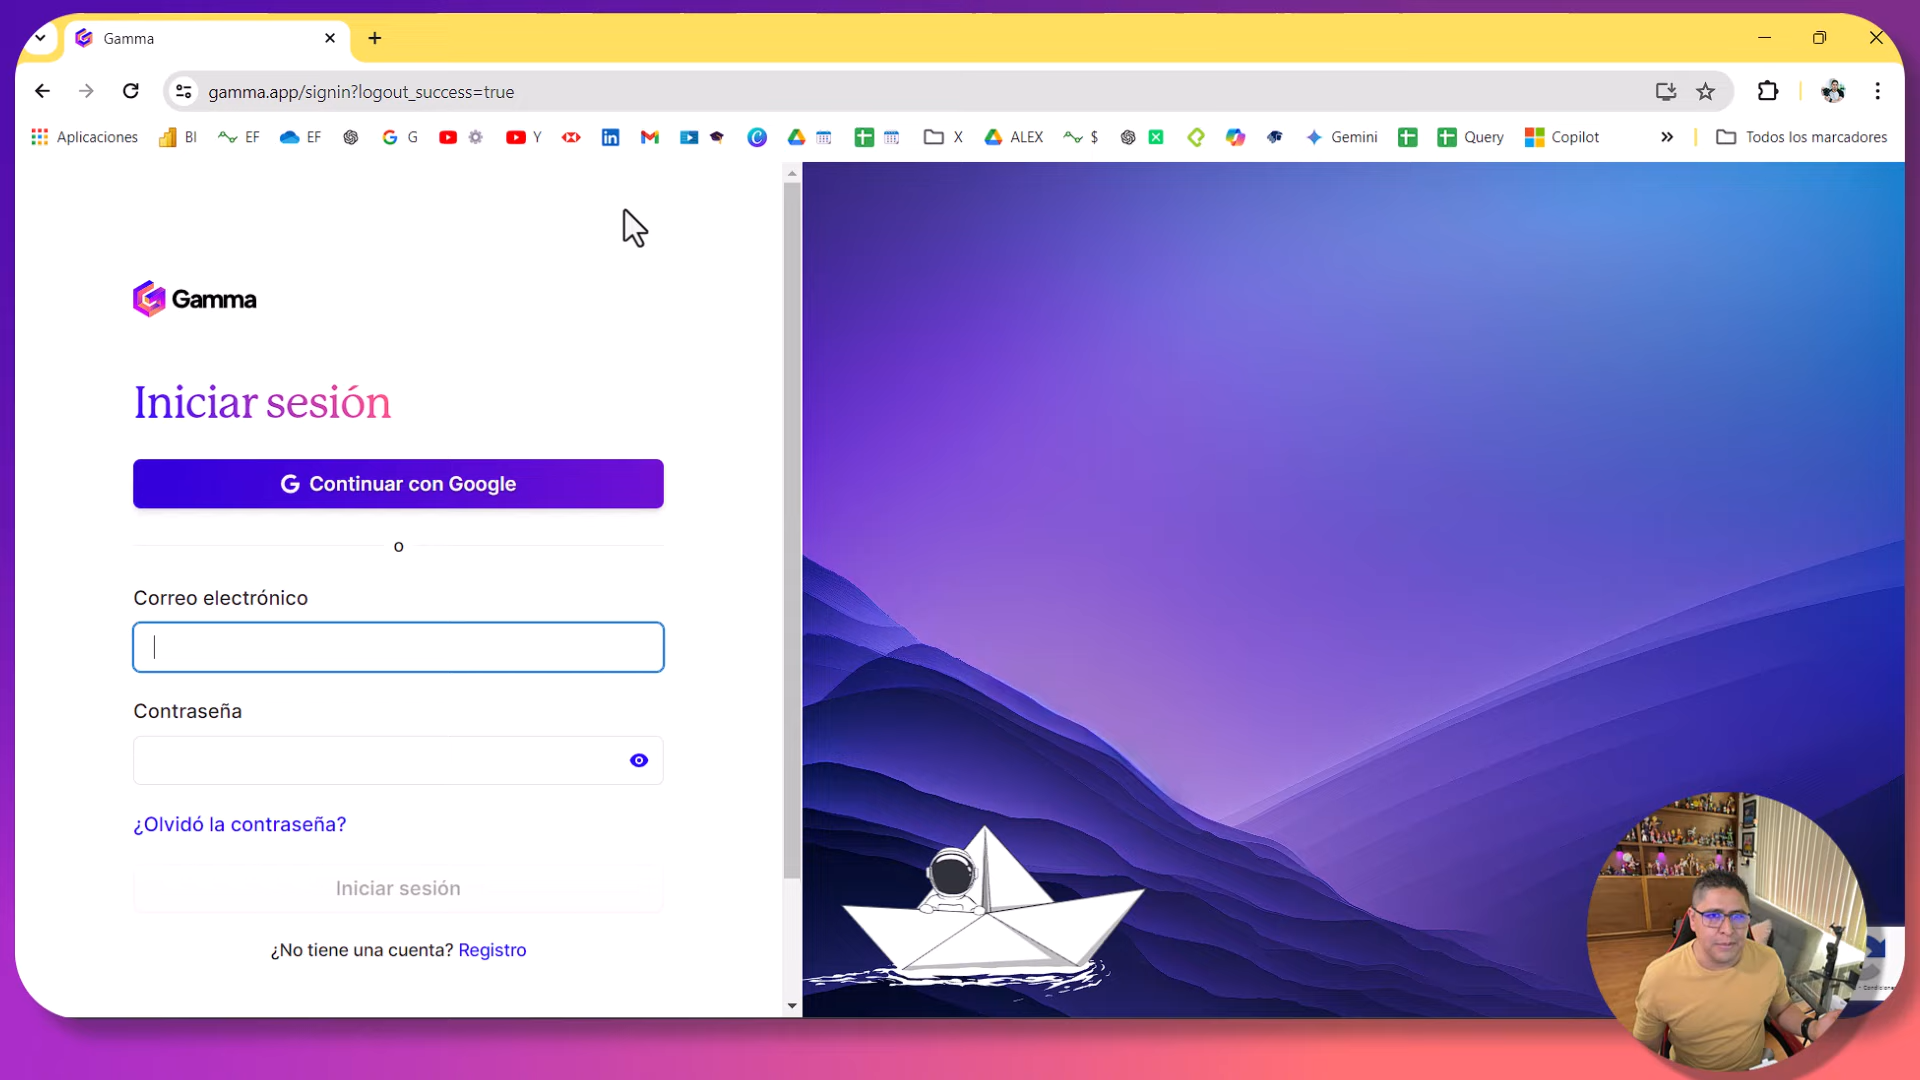 Gamma
gamma.app/signin?logout_success=true
Aplicaciones BI EF EF G Y X ALEX $ Gemini Query Copilot » Todos los marcadores
Gamma
Iniciar sesión
G Continuar con Google
o
Correo electrónico
Contraseña
¿Olvidó la contraseña?
Iniciar sesión
¿No tiene una cuenta? Registro